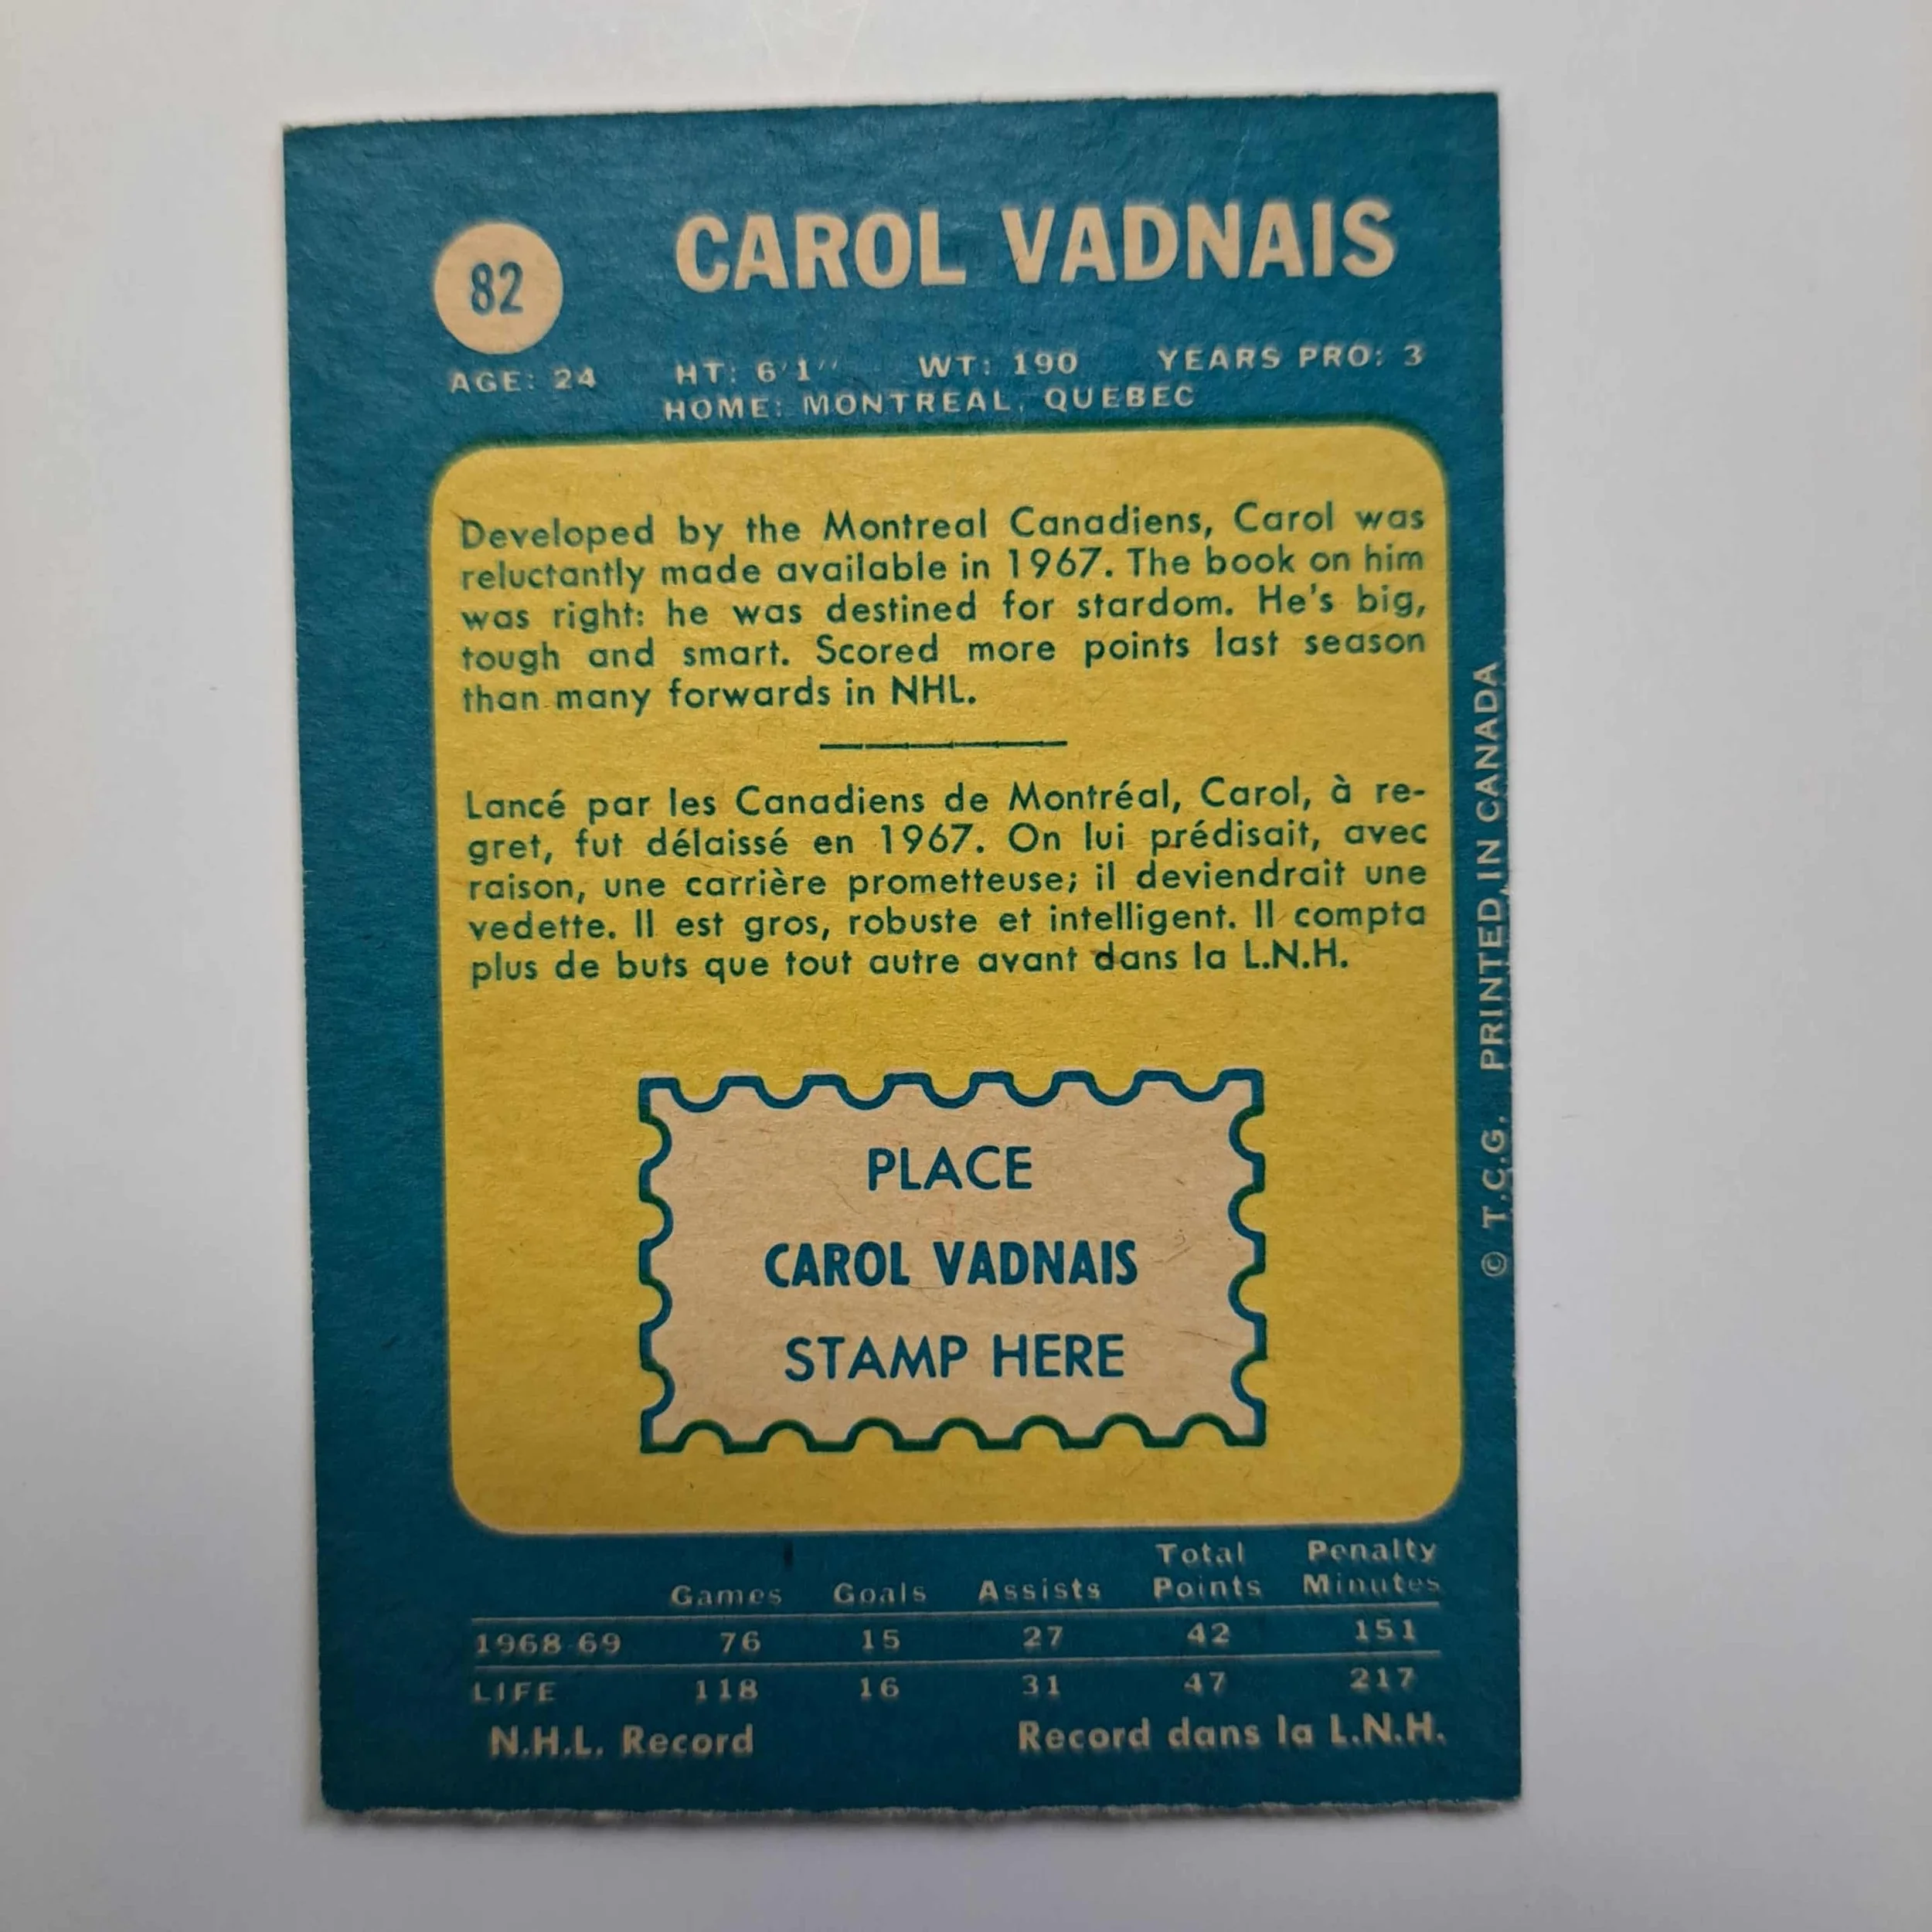 82
CAROL VADNAIS
AGE: 24 HT: 6'1" WT: 190 YEARS PRO: 3
HOME: MONTREAL, QUEBEC
Developed by the Montreal Canadiens, Carol was
reluctantly made available in 1967. The book on him
was right: he was destined for stardom. He's big,
tough and smart. Scored more points last season
than many forwards in NHL.
Lancé par les Canadiens de Montréal, Carol, à re-
gret, fut délaissé en 1967. On lui prédisait, avec
raison, une carrière prometteuse; il deviendrait une
vedette. Il est gros, robuste et intelligent. Il compta
plus de buts que tout autre avant dans la L.N.H.
PLACE
CAROL VADNAIS
STAMP HERE
© T.C.G. PRINTED IN CANADA
Games Goals Assists Total Points Penalty Minutes
1968-69 76 15 27 42 151
LIFE 118 16 31 47 217
N.H.L. Record Record dans la L.N.H.